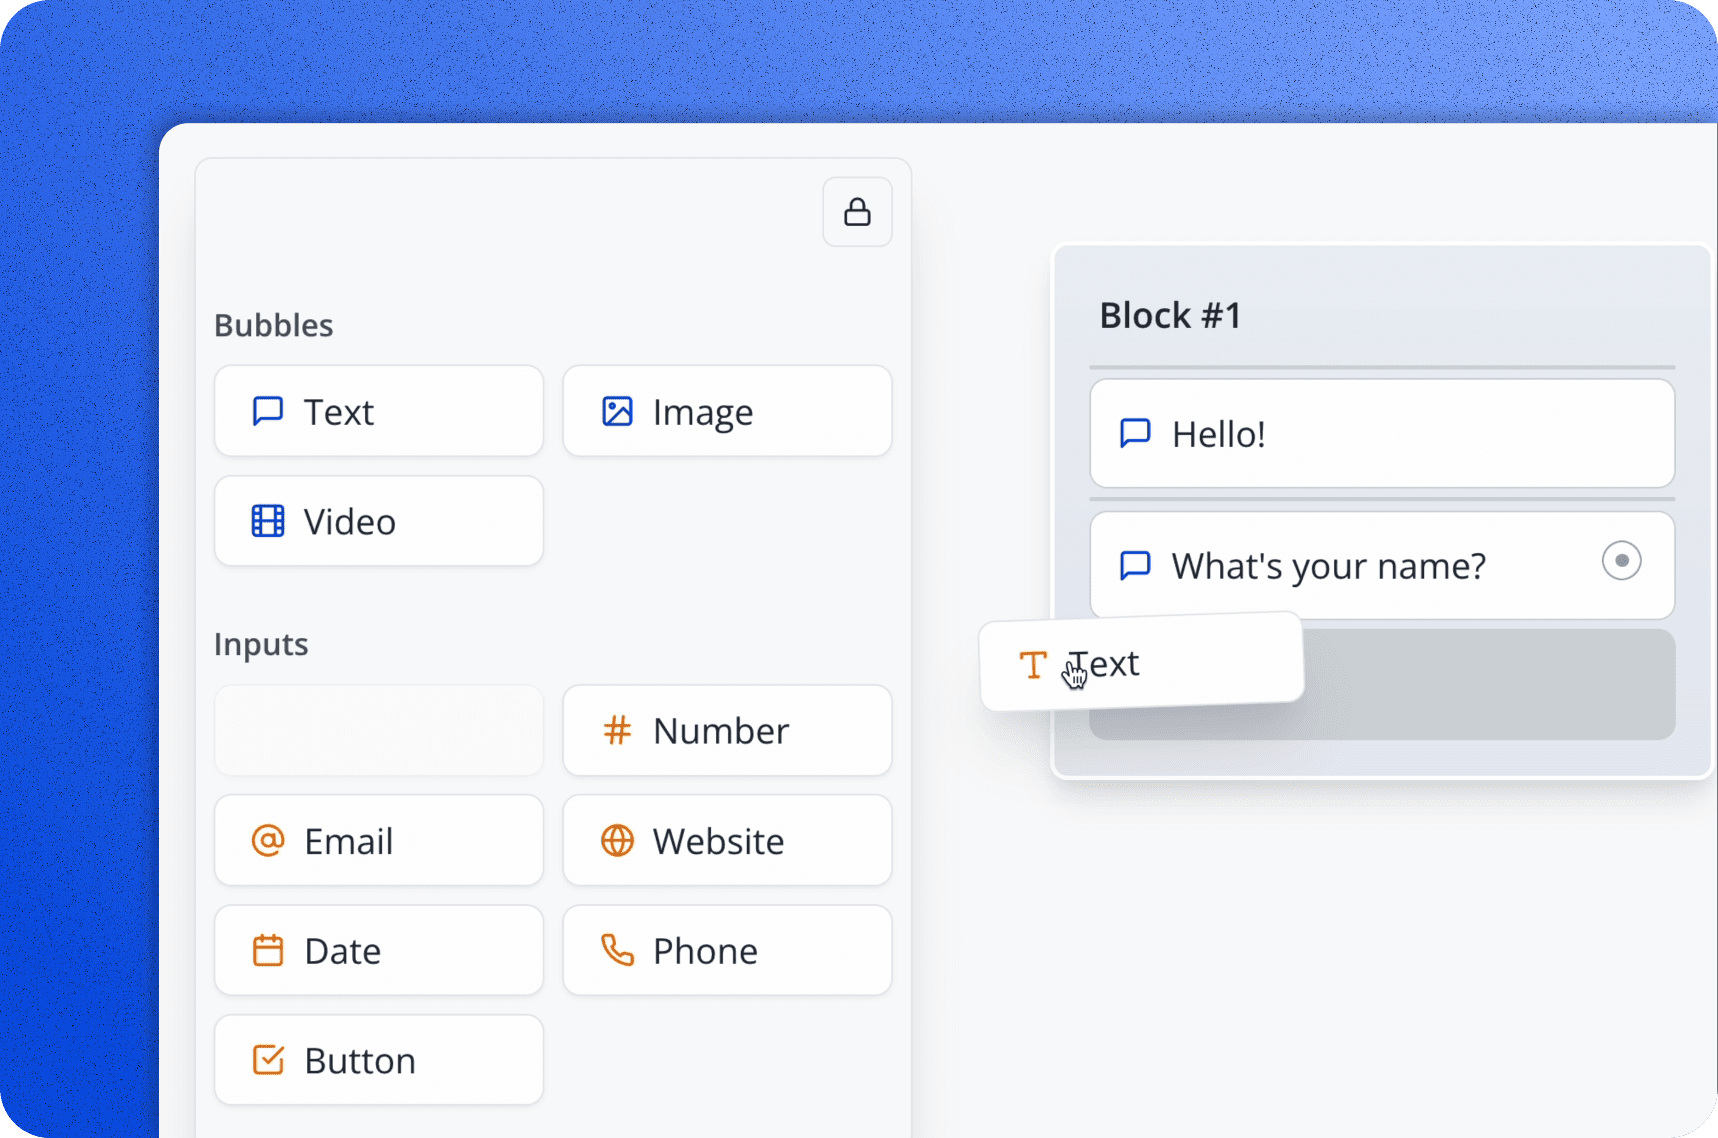 Bubbles
Text
Image
Video
Inputs
Number
Email
Website
Date
Phone
Button
Block #1
Hello!
What's your name?
Text